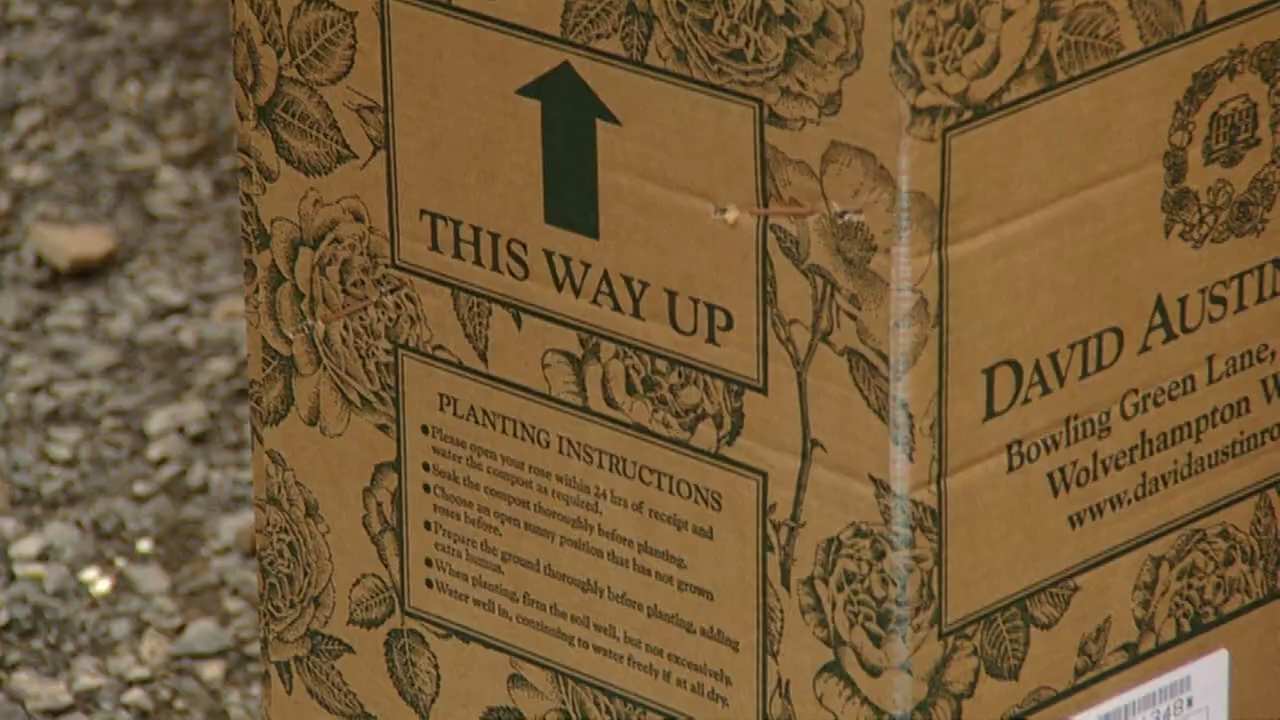 THIS WAY UP
PLANTING INSTRUCTIONS
●Please open your rose within 24 hrs of receipt and
water the compost as required.
●Soak the compost thoroughly before planting.
●Choose an open sunny position that has not grown
roses before.
●Prepare the ground thoroughly before planting, adding
extra humus.
●When planting, firm the soil well, but not excessively.
●Water well in, continuing to water freely if at all dry.
DAVID AUSTIN
Bowling Green Lane,
Wolverhampton W
www.davidaustinro